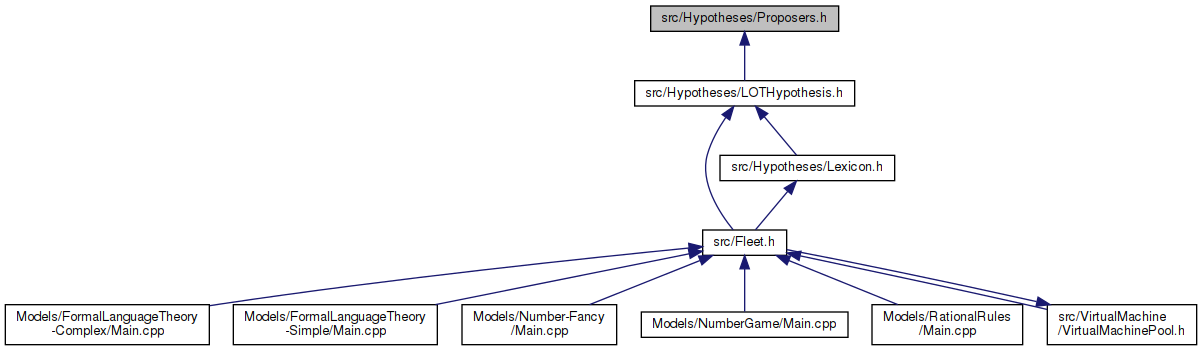 src/Hypotheses/Proposers.h
src/Hypotheses/LOTHypothesis.h
src/Hypotheses/Lexicon.h
src/Fleet.h
Models/FormalLanguageTheory
-Complex/Main.cpp
Models/FormalLanguageTheory
-Simple/Main.cpp
Models/Number-Fancy
/Main.cpp
Models/NumberGame/Main.cpp
Models/RationalRules
/Main.cpp
src/VirtualMachine
/VirtualMachinePool.h